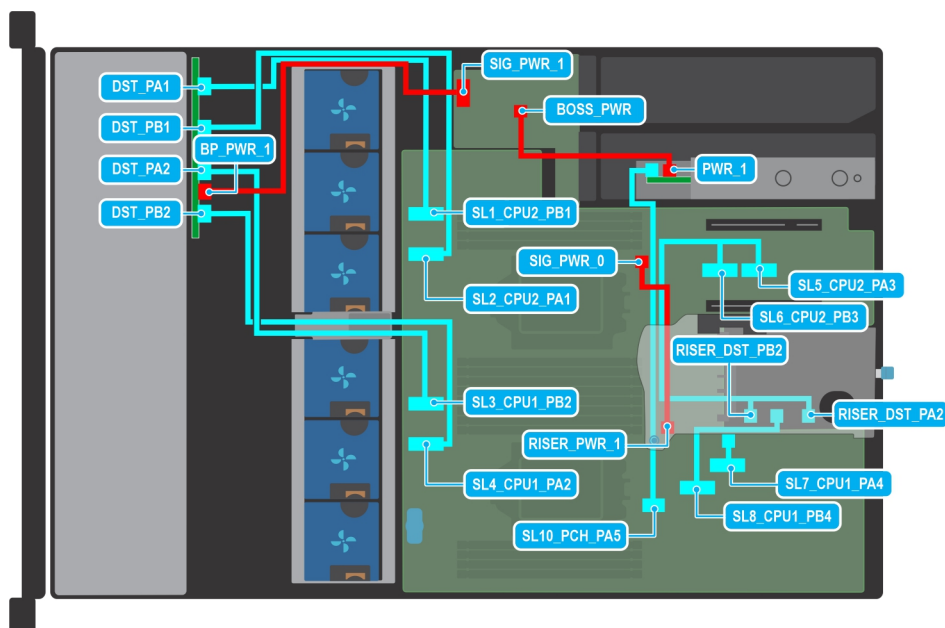 SIG_PWR_1
DST_PA1
BOSS_PWR
DST_PB1
BP_PWR_1
DST_PA2
PWR_1
DST_PB2
SL1_CPU2_PB1
SIG_PWR_0
SL5_CPU2_PA3
SL2_CPU2_PA1
SL6_CPU2_PB3
RISER_DST_PB2
SL3_CPU1_PB2
RISER_DST_PA2
RISER_PWR_1
SL4_CPU1_PA2
SL7_CPU1_PA4
SL8_CPU1_PB4
SL10_PCH_PA5